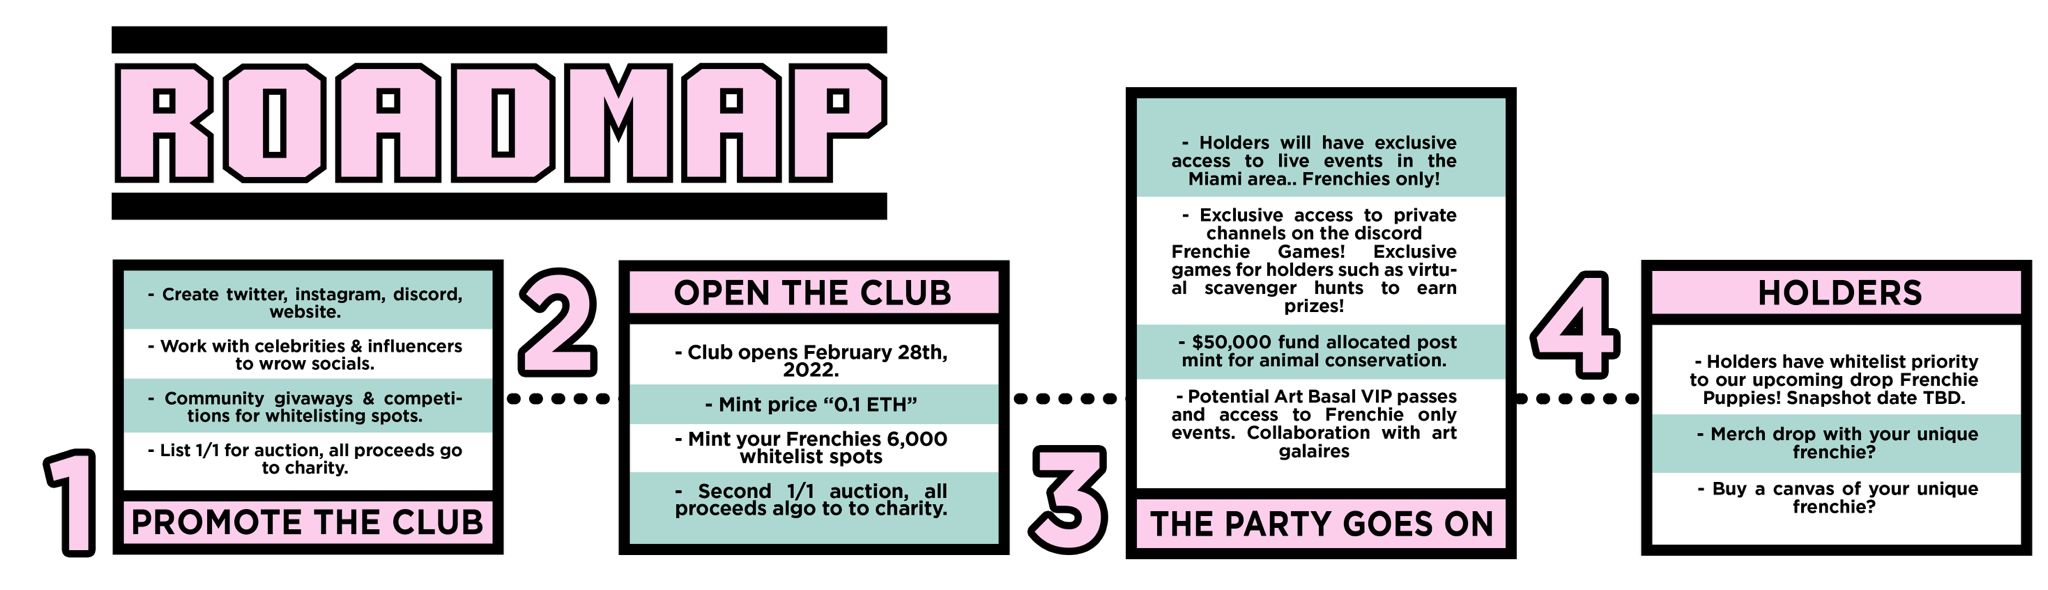 ROADMAP
1
- Create twitter, instagram, discord,
website.
- Work with celebrities & influencers
to wrow socials.
- Community givaways & competi-
tions for whitelisting spots.
- List 1/1 for auction, all proceeds go
to charity.
PROMOTE THE CLUB
2
OPEN THE CLUB
- Club opens February 28th,
2022.
- Mint price “0.1 ETH”
- Mint your Frenchies 6,000
whitelist spots
- Second 1/1 auction, all
proceeds algo to to charity.
3
- Holders will have exclusive
access to live events in the
Miami area.. Frenchies only!
- Exclusive access to private
channels on the discord
Frenchie Games! Exclusive
games for holders such as virtu-
al scavenger hunts to earn
prizes!
- $50,000 fund allocated post
mint for animal conservation.
- Potential Art Basal VIP passes
and access to Frenchie only
events. Collaboration with art
galaires
THE PARTY GOES ON
4
HOLDERS
- Holders have whitelist priority
to our upcoming drop Frenchie
Puppies! Snapshot date TBD.
- Merch drop with your unique
frenchie?
- Buy a canvas of your unique
frenchie?